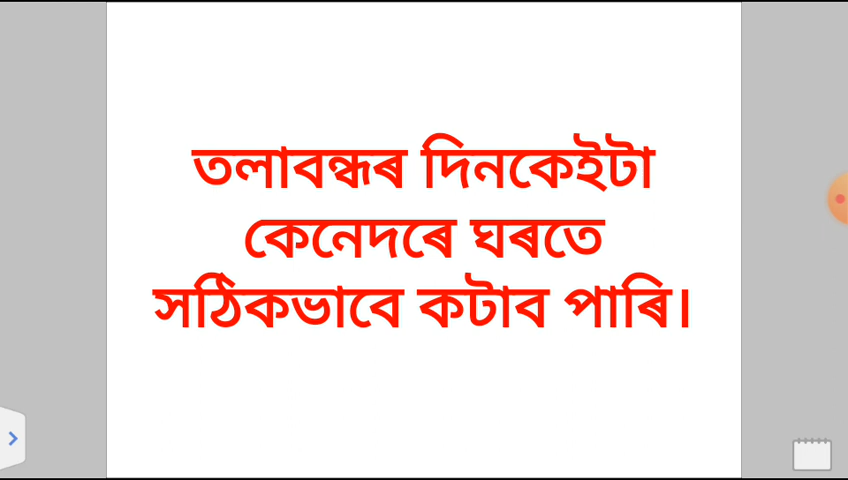 তলাবন্ধৰ দিনকেইটা
কেনেদৰে ঘৰতে
সঠিকভাবে কটাব পাৰি।